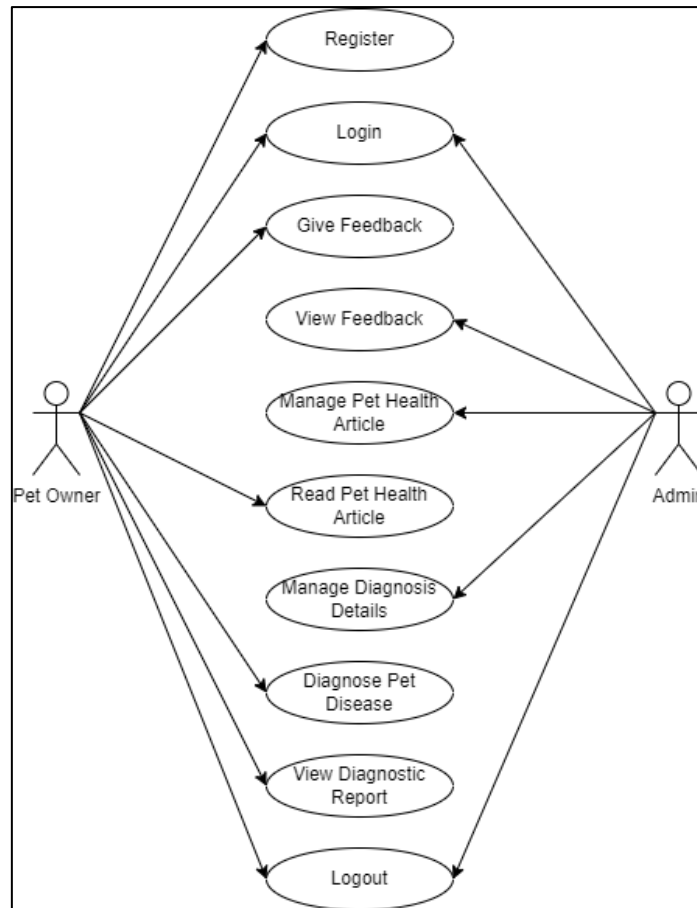 Register
Login
Give Feedback
View Feedback
Manage Pet Health
Article
Pet Owner
Read Pet Health
Article
Admin
Manage Diagnosis
Details
Diagnose Pet
Disease
View Diagnostic
Report
Logout